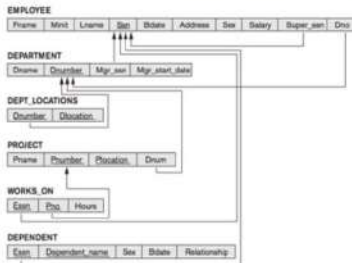 EMPLOYEE
Fname Minit Lname Ssn Bdate Address Sex Salary Super_ssn Dno
DEPARTMENT
Dname Dnumber Mgr_ssn Mgr_start_date
DEPT_LOCATIONS
Dnumber Dlocation
PROJECT
Pname Pnumber Plocation Dnum
WORKS_ON
Essn Pno Hours
DEPENDENT
Essn Dependent_name Sex Bdate Relationship